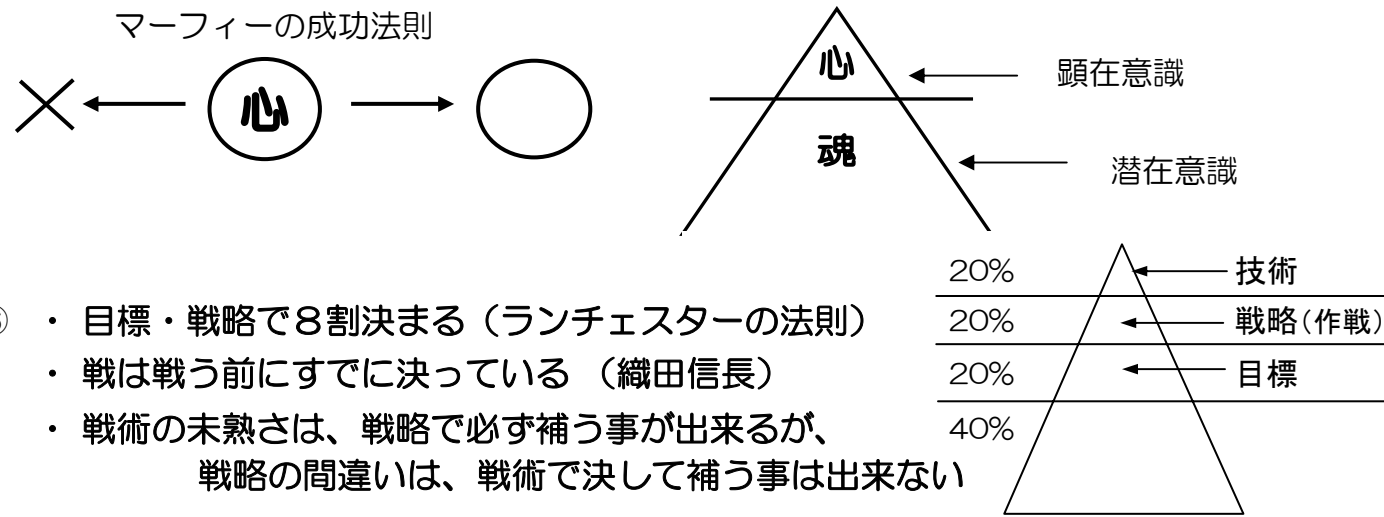 マーフィーの成功法則
心
心
顕在意識
魂
潜在意識
・ 目標・戦略で８割決まる（ランチェスターの法則）
・ 戦は戦う前にすでに決っている （織田信長）
・ 戦術の未熟さは、戦略で必ず補う事が出来るが、
戦略の間違いは、戦術で決して補う事は出来ない
20% 技術
20% 戦略(作戦)
20% 目標
40%